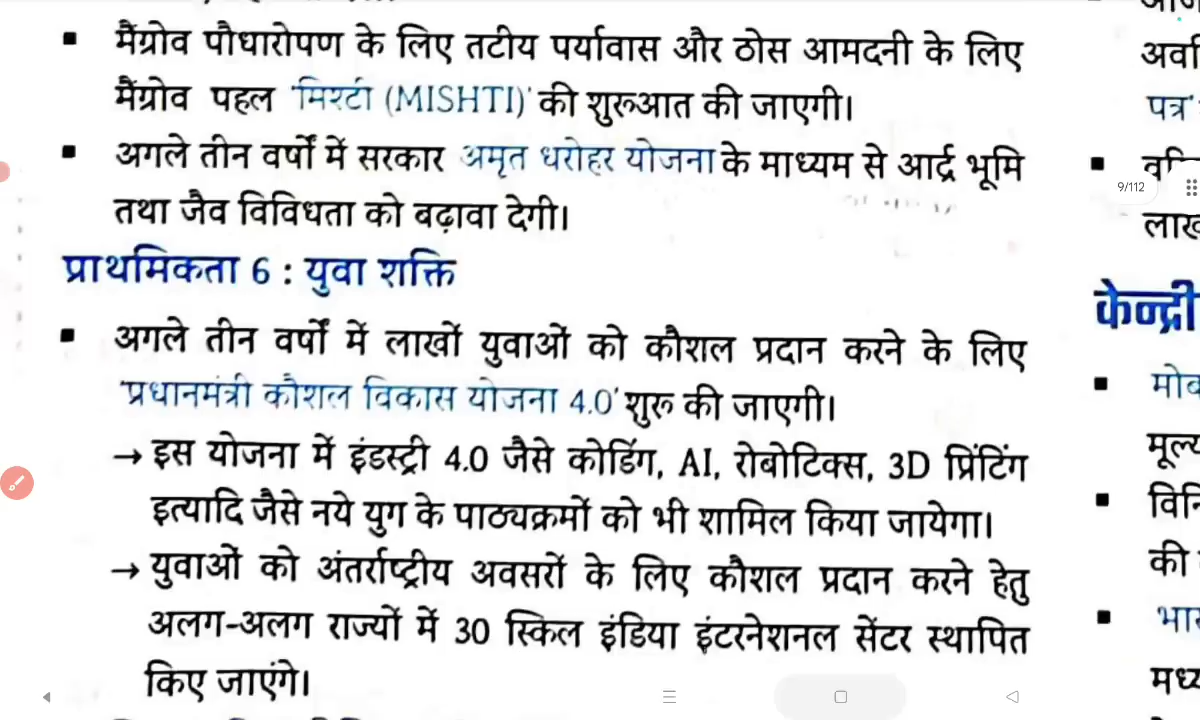 मैंग्रोव पौधारोपण के लिए तटीय पर्यावास और ठोस आमदनी के लिए
मैंग्रोव पहल 'मिश्टी (MISHTI)' की शुरूआत की जाएगी।
अगले तीन वर्षों में सरकार अमृत धरोहर योजना के माध्यम से आर्द्र भूमि
तथा जैव विविधता को बढ़ावा देगी।
प्राथमिकता 6 : युवा शक्ति
अगले तीन वर्षों में लाखों युवाओं को कौशल प्रदान करने के लिए
'प्रधानमंत्री कौशल विकास योजना 4.0' शुरू की जाएगी।
→ इस योजना में इंडस्ट्री 4.0 जैसे कोडिंग, AI, रोबोटिक्स, 3D प्रिंटिंग
इत्यादि जैसे नये युग के पाठ्यक्रमों को भी शामिल किया जायेगा।
→ युवाओं को अंतर्राष्ट्रीय अवसरों के लिए कौशल प्रदान करने हेतु
अलग-अलग राज्यों में 30 स्किल इंडिया इंटरनेशनल सेंटर स्थापित
किए जाएंगे।
पत्र'
9/112
की